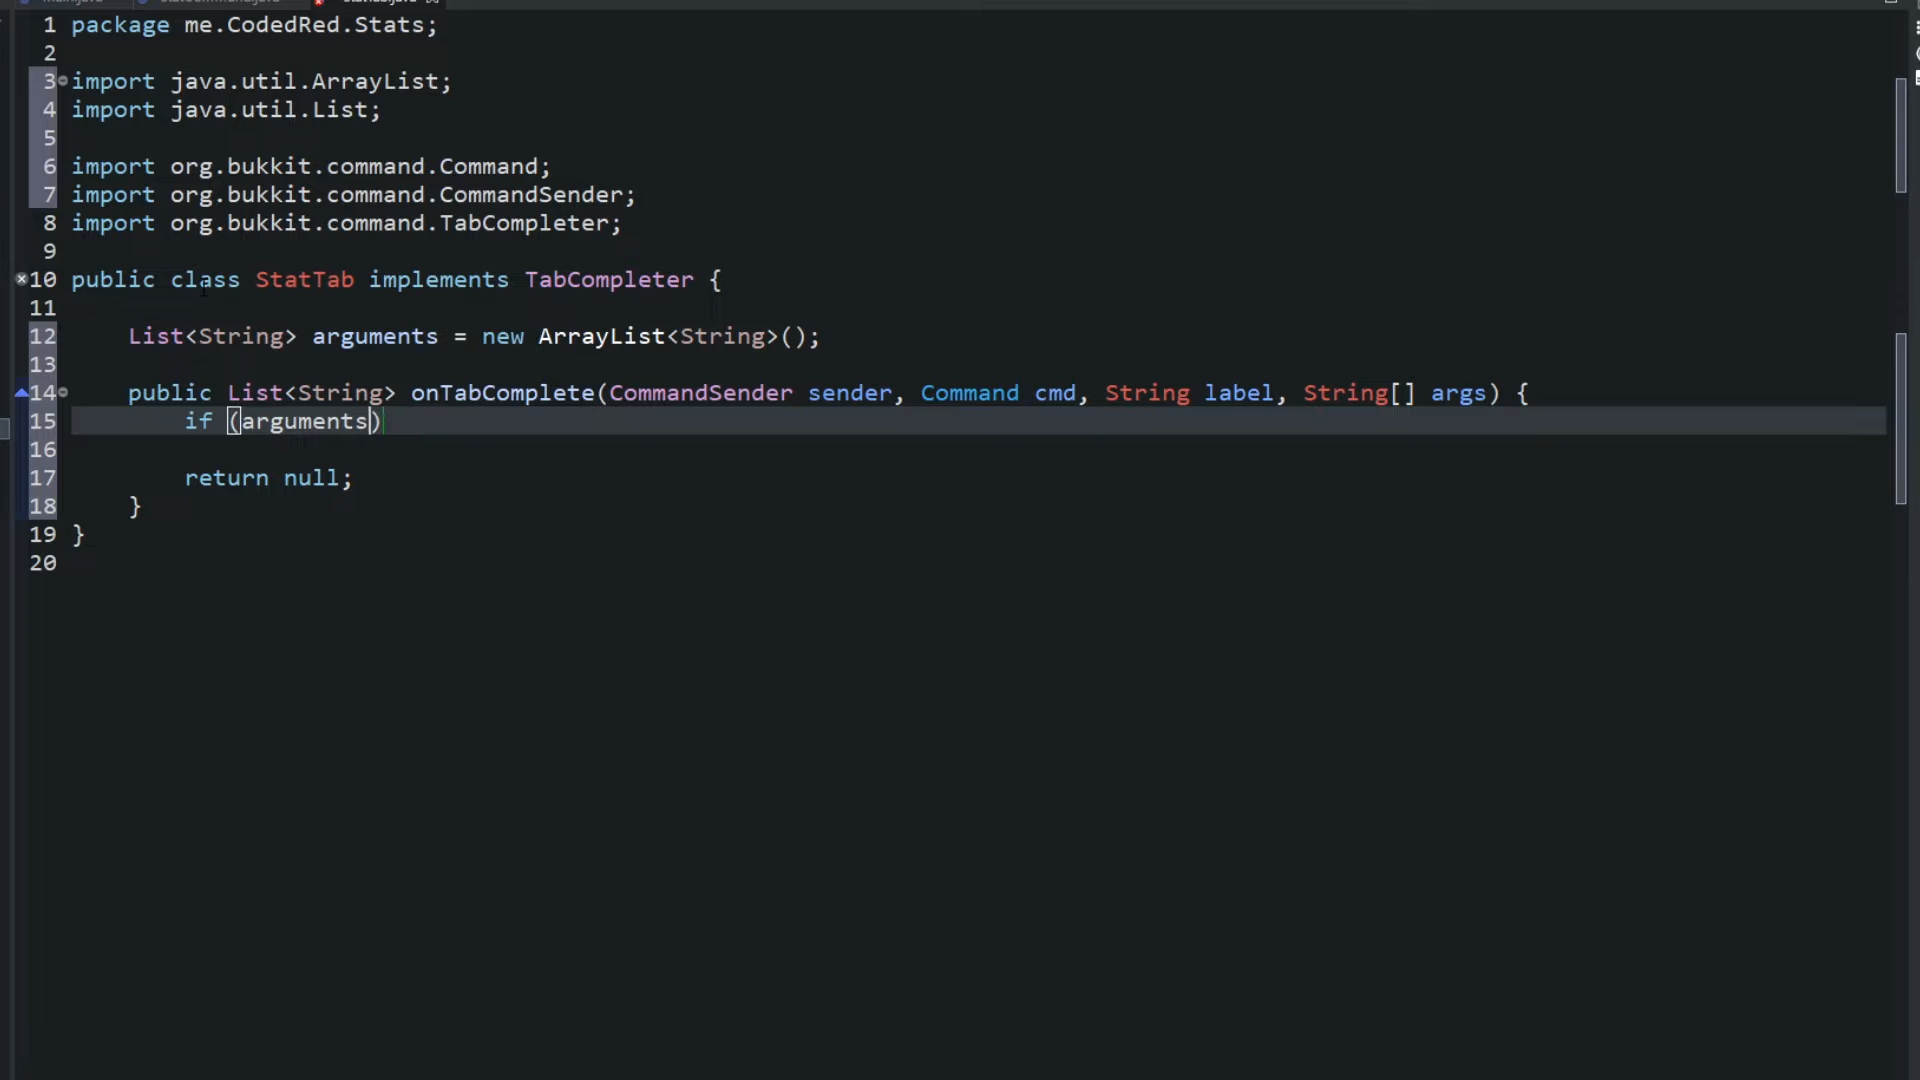 1 package me.CodedRed.Stats;
2
3 import java.util.ArrayList;
4 import java.util.List;
5
6 import org.bukkit.command.Command;
7 import org.bukkit.command.CommandSender;
8 import org.bukkit.command.TabCompleter;
9
10 public class StatTab implements TabCompleter {
11
12 List<String> arguments = new ArrayList<String>();
13
14 public List<String> onTabComplete(CommandSender sender, Command cmd, String label, String[] args) {
15 if (arguments)
16
17 return null;
18 }
19 }
20